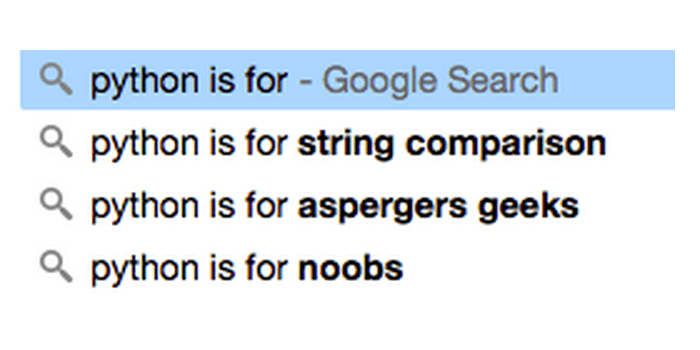 python is for - Google Search
python is for string comparison
python is for aspergers geeks
python is for noobs